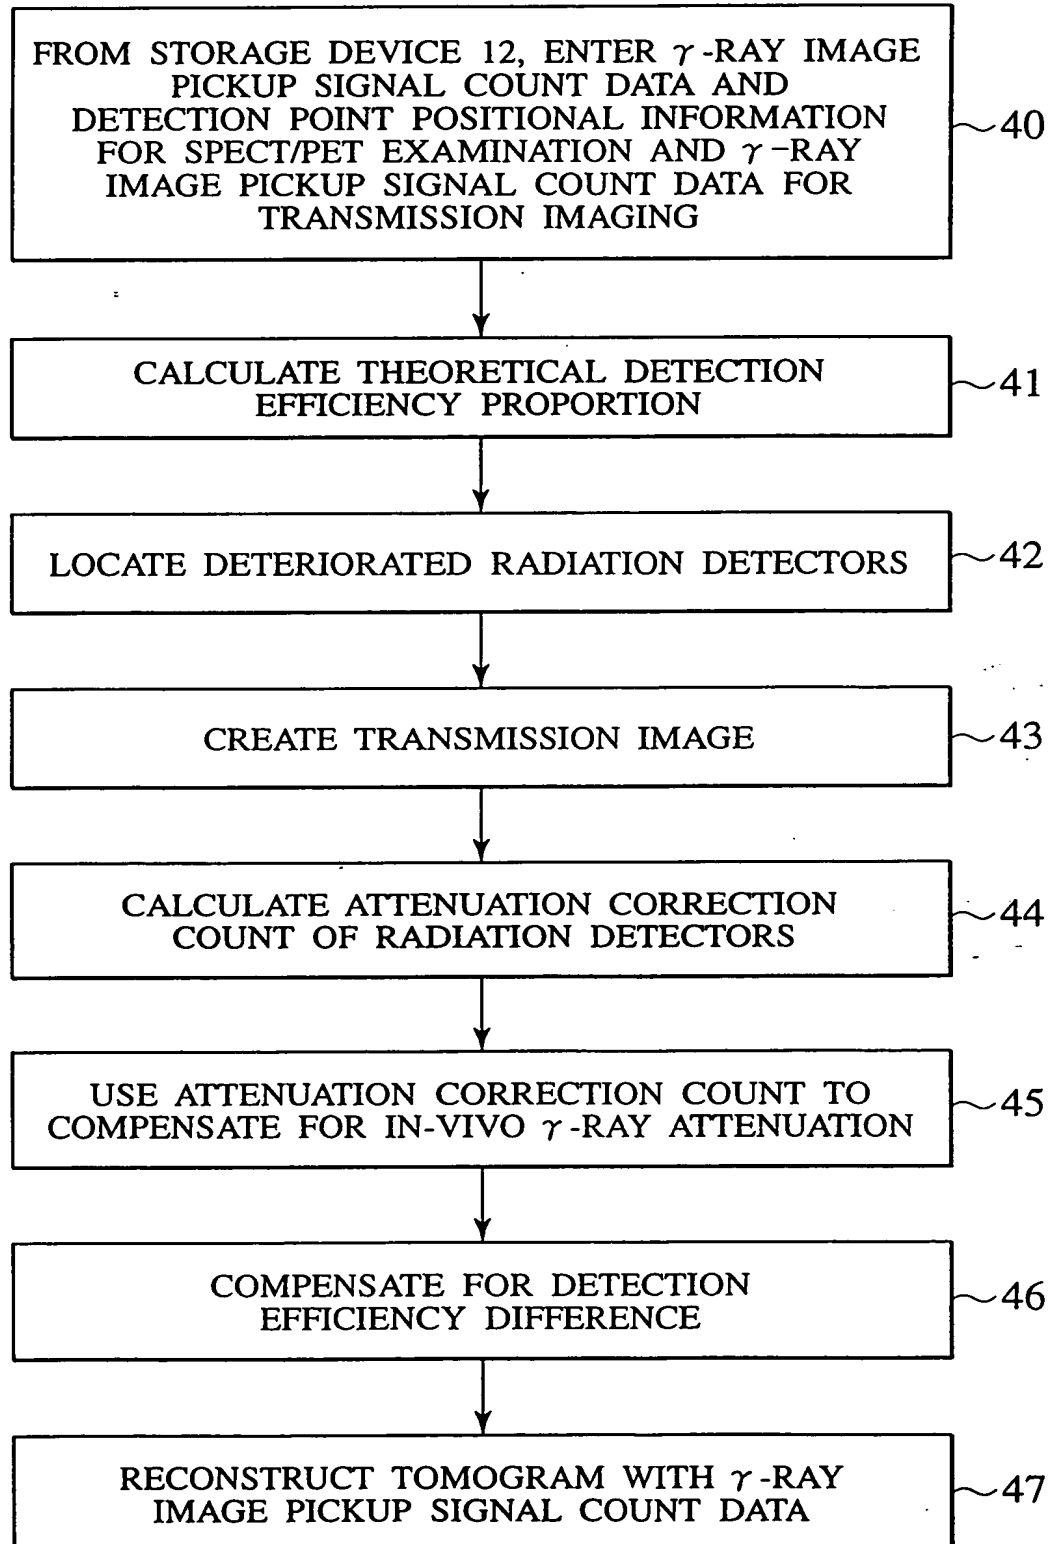 FROM STORAGE DEVICE 12, ENTER γ-RAY IMAGE
PICKUP SIGNAL COUNT DATA AND
DETECTION POINT POSITIONAL INFORMATION
FOR SPECT/PET EXAMINATION AND γ-RAY
IMAGE PICKUP SIGNAL COUNT DATA FOR
TRANSMISSION IMAGING
40
CALCULATE THEORETICAL DETECTION
EFFICIENCY PROPORTION
41
LOCATE DETERIORATED RADIATION DETECTORS
42
CREATE TRANSMISSION IMAGE
43
CALCULATE ATTENUATION CORRECTION
COUNT OF RADIATION DETECTORS
44
USE ATTENUATION CORRECTION COUNT TO
COMPENSATE FOR IN-VIVO γ-RAY ATTENUATION
45
COMPENSATE FOR DETECTION
EFFICIENCY DIFFERENCE
46
RECONSTRUCT TOMOGRAM WITH γ-RAY
IMAGE PICKUP SIGNAL COUNT DATA
47